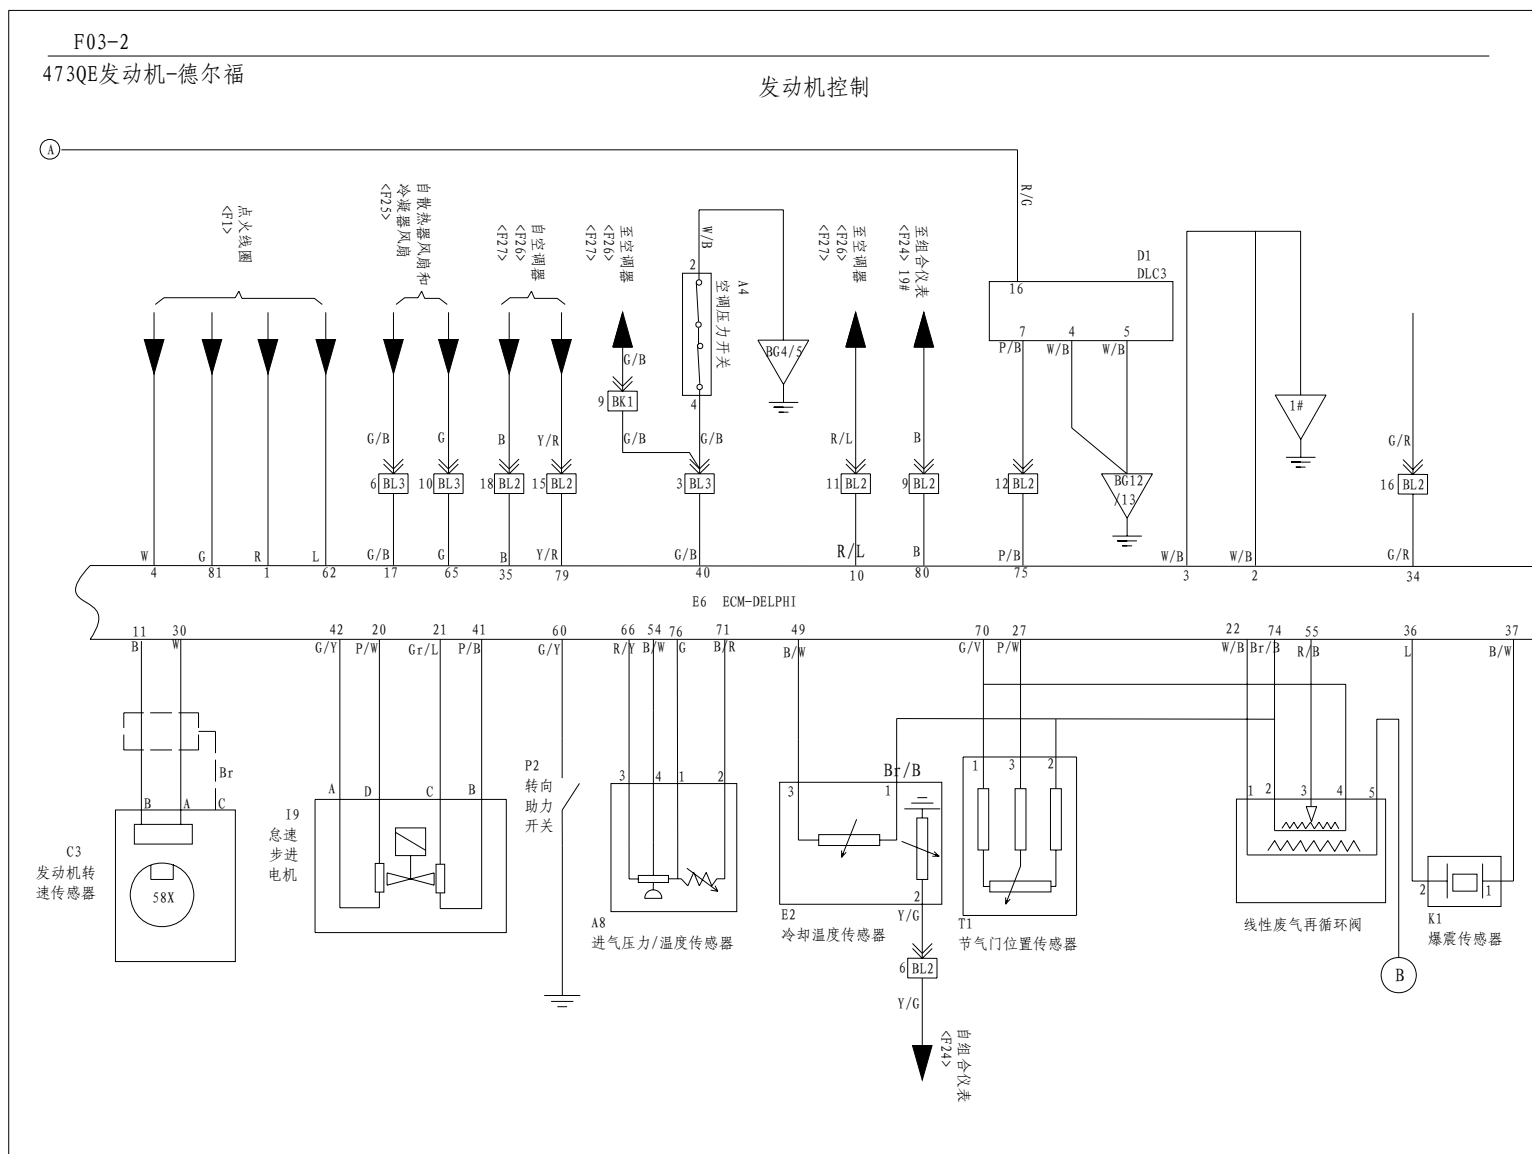 F03-2
473QE发动机-德尔福
发动机控制
A
R/G
点火线圈
<F1>
自散热器风扇和
冷凝器风扇
<F25>
自空调器
<F26>
<F27>
至空调器
<F26>
<F27>
W/B
2
A4
空调压力开关
4
BG4/5
至空调器
<F26>
<F27>
至组合仪表
<F24> 19#
D1
DLC3
16
7 4 5
P/B W/B W/B
G/B
9 BK1
1#
G/B G B Y/R G/B G/B R/L B G/R
6 BL3 10 BL3 18 BL2 15 BL2 3 BL3 11 BL2 9 BL2 12 BL2 BG12 16 BL2
/13
W G R L G/B G B Y/R G/B R/L B P/B W/B W/B G/R
4 81 1 62 17 65 35 79 40 10 80 75 3 2 34
E6 ECM-DELPHI
11 30 42 20 21 41 60 66 54 76 71 49 70 27 22 74 55 36 37
B W G/Y P/W Gr/L P/B G/Y R/Y B/W G B/R B/W G/V P/W W/B Br/B R/B L B/W
Br
B A C
C3
发动机转
速传感器
58X
A D C B
I9
怠速
步进
电机
P2
转向
助力
开关
3 4 1 2
A8
进气压力/温度传感器
Br/B
3 1
2
E2
冷却温度传感器
Y/G
6 BL2
Y/G
自组合仪表
<F24>
1 3 2
T1
节气门位置传感器
1 2 3 4 5
线性废气再循环阀
B
2 1
K1
爆震传感器